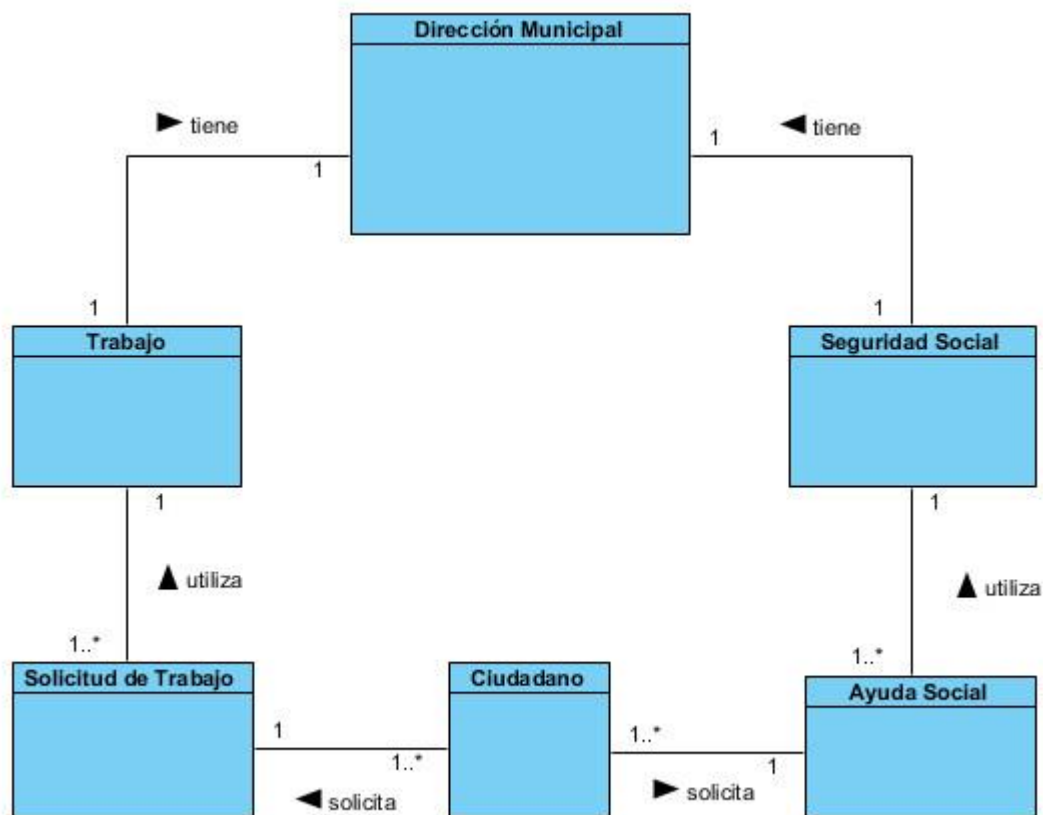 Dirección Municipal
► tiene
◄ tiene
1
1
1
1
Trabajo
Seguridad Social
1
1
▲ utiliza
▲ utiliza
1..*
1..*
Solicitud de Trabajo
Ciudadano
Ayuda Social
1
1..*
1..*
1
◄ solicita
► solicita